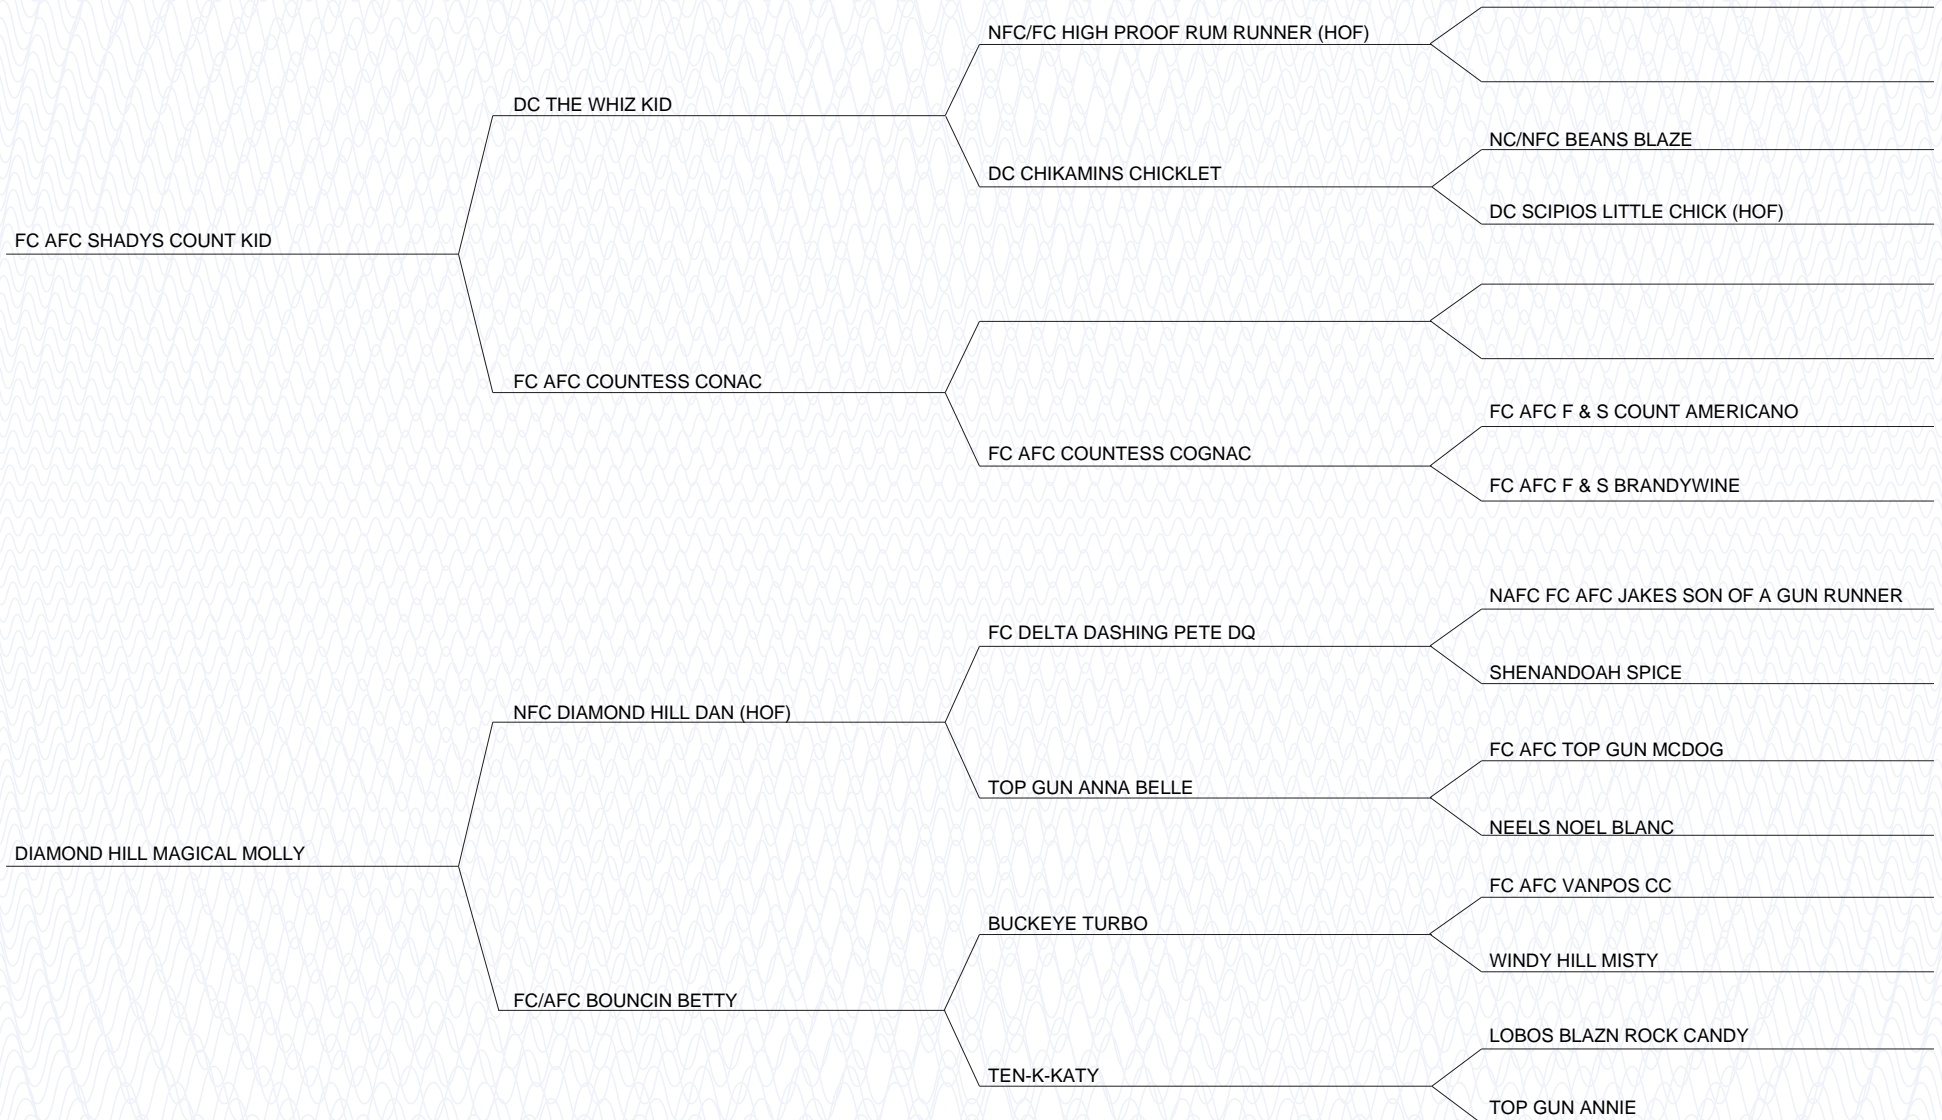 NFC/FC HIGH PROOF RUM RUNNER (HOF)
DC THE WHIZ KID
NC/NFC BEANS BLAZE
DC CHIKAMINS CHICKLET
DC SCIPIOS LITTLE CHICK (HOF)
FC AFC SHADYS COUNT KID
FC AFC COUNTESS CONAC
FC AFC F & S COUNT AMERICANO
FC AFC COUNTESS COGNAC
FC AFC F & S BRANDYWINE
NAFC FC AFC JAKES SON OF A GUN RUNNER
FC DELTA DASHING PETE DQ
SHENANDOAH SPICE
NFC DIAMOND HILL DAN (HOF)
FC AFC TOP GUN MCDOG
TOP GUN ANNA BELLE
NEELS NOEL BLANC
DIAMOND HILL MAGICAL MOLLY
FC AFC VANPOS CC
BUCKEYE TURBO
WINDY HILL MISTY
FC/AFC BOUNCIN BETTY
LOBOS BLAZN ROCK CANDY
TEN-K-KATY
TOP GUN ANNIE